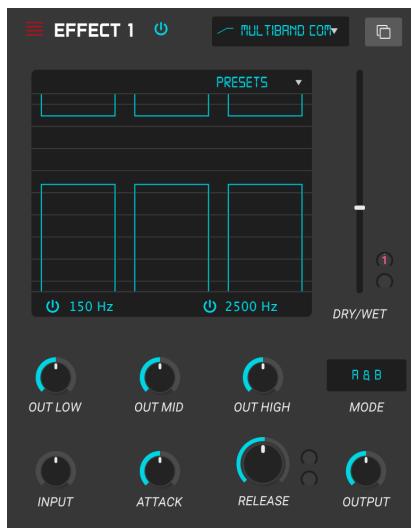 EFFECT 1
MULTIBAND COM
PRESETS
150 Hz
2500 Hz
1
DRY/WET
OUT LOW
OUT MID
OUT HIGH
A & B
MODE
INPUT
ATTACK
RELEASE
OUTPUT